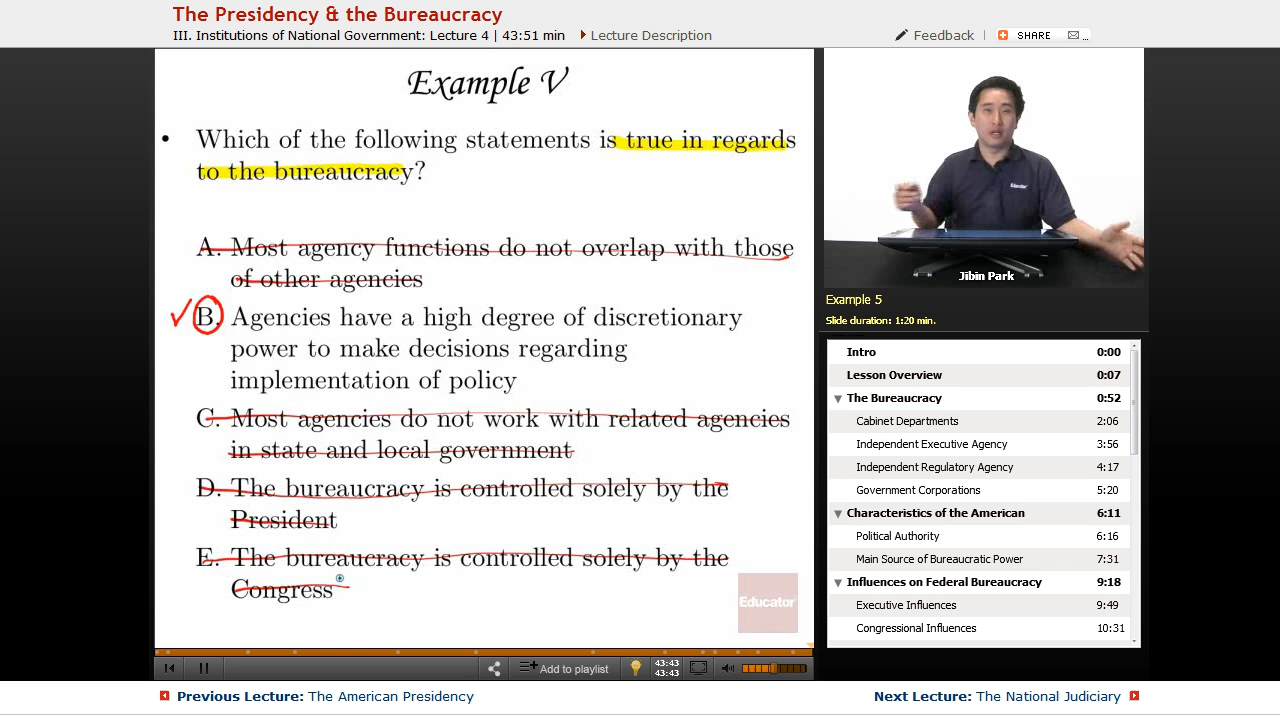 The Presidency & the Bureaucracy
III. Institutions of National Government: Lecture 4 | 43:51 min
Lecture Description
Feedback
SHARE
Example V
• Which of the following statements is true in regards
to the bureaucracy?
A. Most agency functions do not overlap with those
of other agencies
B. Agencies have a high degree of discretionary
power to make decisions regarding
implementation of policy
C. Most agencies do not work with related agencies
in state and local government
D. The bureaucracy is controlled solely by the
President
E. The bureaucracy is controlled solely by the
Congress
Educator
Educator
Jibin Park
Example 5
Slide duration: 1:20 min.
Intro 0:00
Lesson Overview 0:07
The Bureaucracy 0:52
Cabinet Departments 2:06
Independent Executive Agency 3:56
Independent Regulatory Agency 4:17
Government Corporations 5:20
Characteristics of the American 6:11
Political Authority 6:16
Main Source of Bureaucratic Power 7:31
Influences on Federal Bureaucracy 9:18
Executive Influences 9:49
Congressional Influences 10:31
Add to playlist
43:43
43:43
Previous Lecture: The American Presidency
Next Lecture: The National Judiciary